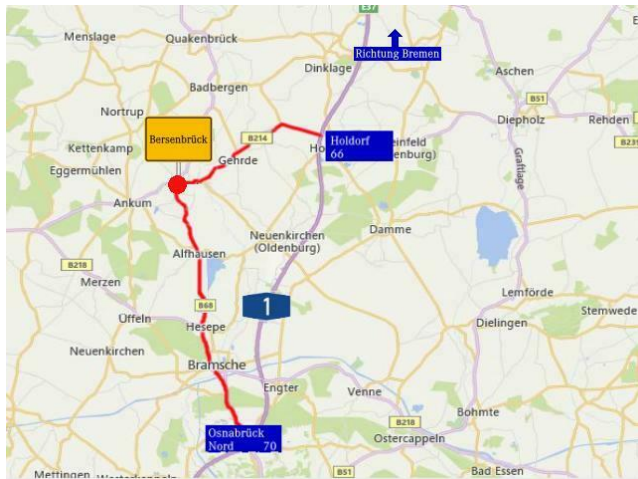 E37
Menslage
Quakenbrück
Richtung Bremen
Dinklage
Aschen
Badbergen
B51
Nortrup
Diepholz
Rehden
Bersenbrück
B214
Holdorf
66
Kettenkamp
Gehrde
B239
Eggermühlen
Ankum
Damme
Graftlage
Neuenkirchen
(Oldenburg)
Alfhausen
B218
Merzen
Lemförde
B68
1
Stemwede
Üffeln
Hesepe
Dielingen
Neuenkirchen
Bramsche
Engter
Venne
Bohmte
B218
Osnabrück
Nord 70
Ostercappeln
B51
Bad Essen
Mettingen